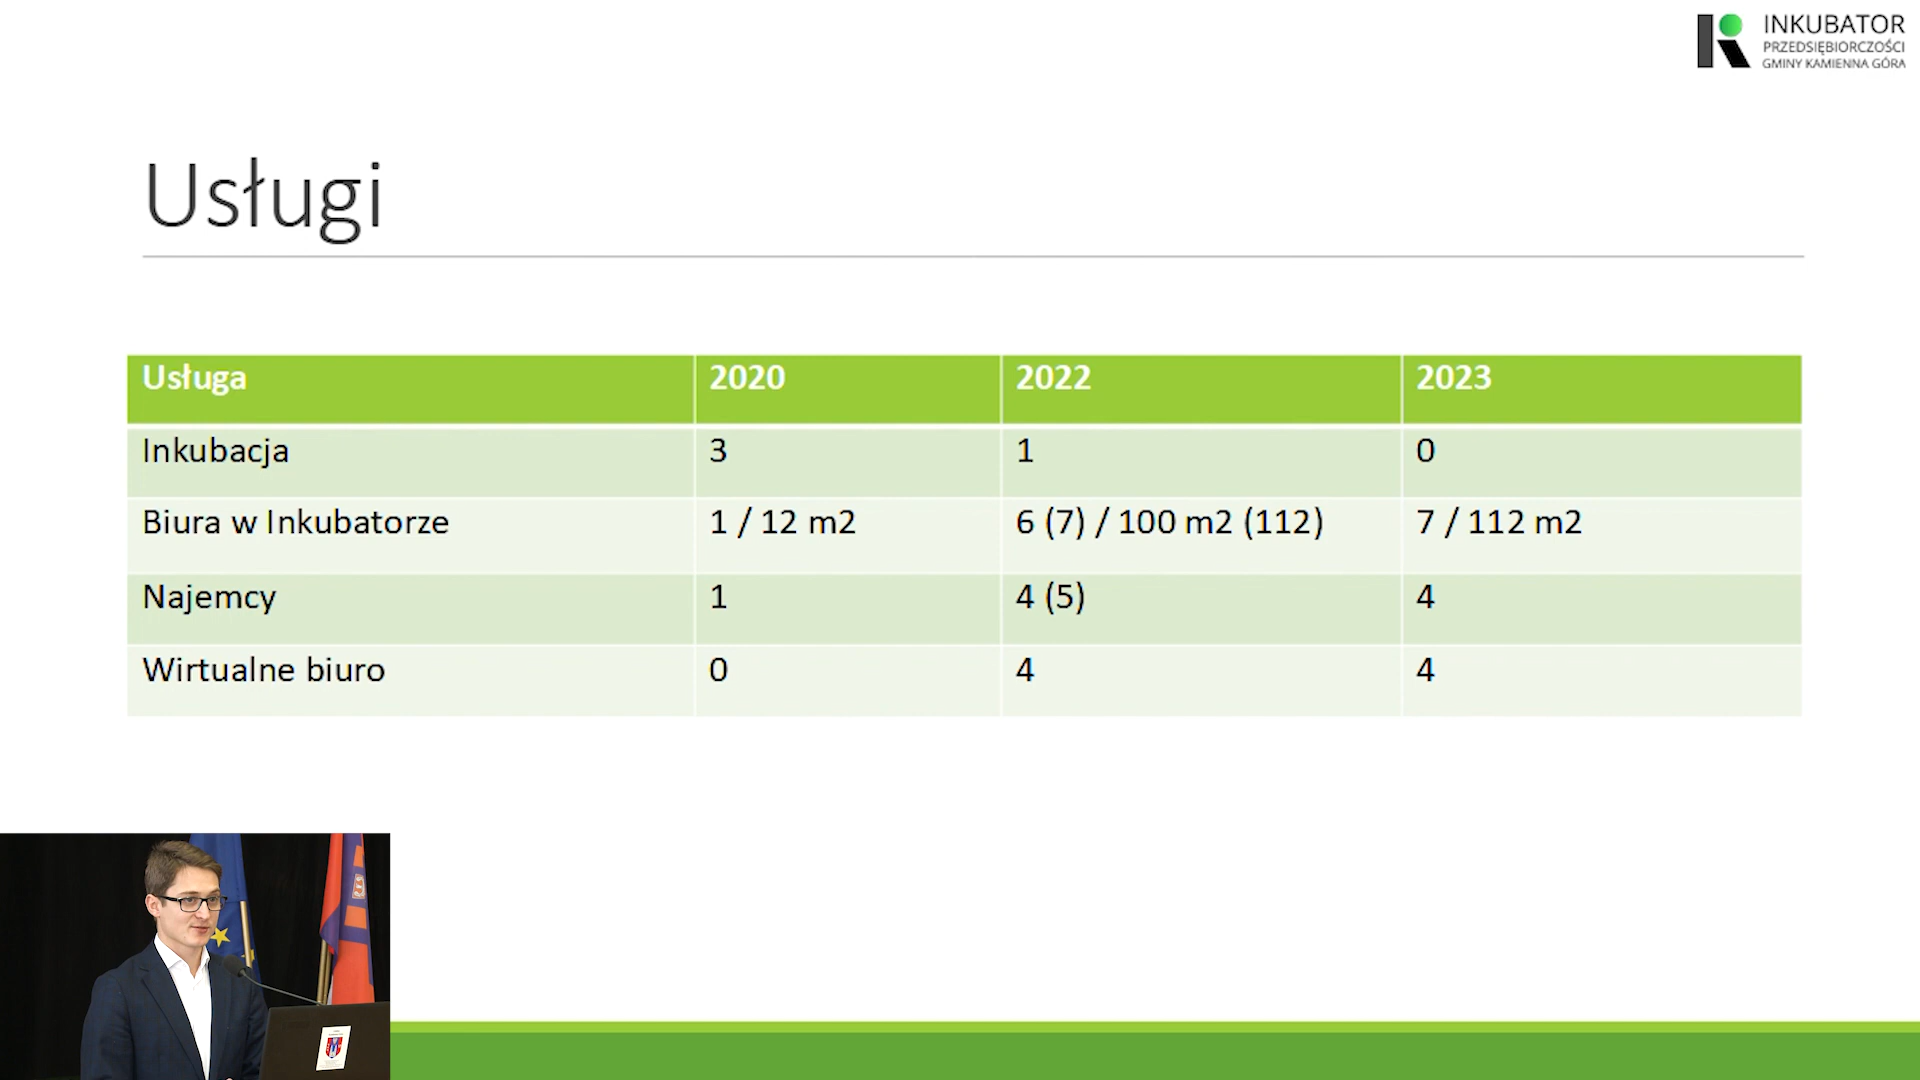 INKUBATOR
PRZEDSIĘBIORCZOŚCI
GMINY KAMIENNA GÓRA
Usługi
Usługa 2020 2022 2023
Inkubacja 3 1 0
Biura w Inkubatorze 1 / 12 m2 6 (7) / 100 m2 (112) 7 / 112 m2
Najemcy 1 4 (5) 4
Wirtualne biuro 0 4 4